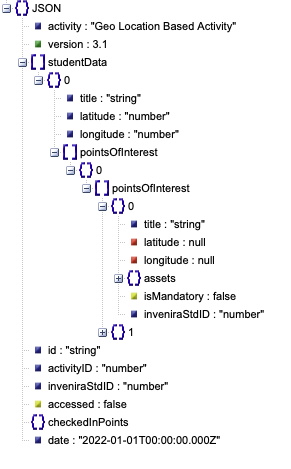 JSON
activity : "Geo Location Based Activity"
version : 3.1
studentData
0
title : "string"
latitude : "number"
longitude : "number"
pointsOfInterest
0
pointsOfInterest
0
title : "string"
latitude : null
longitude : null
assets
isMandatory : false
inveniraStdID : "number"
1
id : "string"
activityID : "number"
inveniraStdID : "number"
accessed : false
checkedInPoints
date : "2022-01-01T00:00:00.000Z"